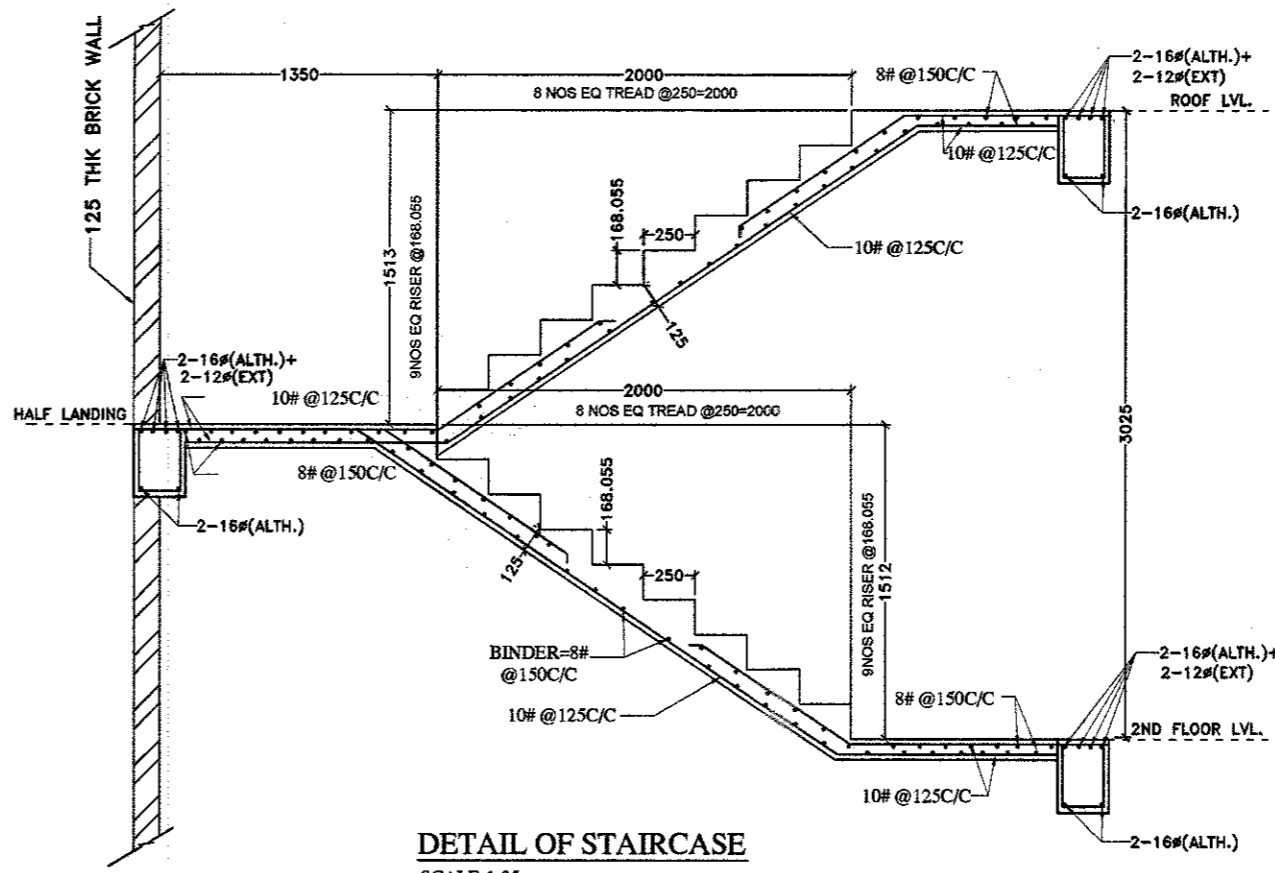 125 THK BRICK WALL
1350
2000
8 NOS EQ TREAD @250=2000
8# @150C/C
2-16ø(ALTH.)+
2-12ø(EXT)
ROOF LVL.
10# @125C/C
2-16ø(ALTH.)
1513
9NOS EQ RISER @168.055
168.055
250
10# @125C/C
125
3025
2-16ø(ALTH.)+
2-12ø(EXT)
HALF LANDING
10# @125C/C
8# @150C/C
2-16ø(ALTH.)
2000
8 NOS EQ TREAD @250=2000
168.055
250
125
9NOS EQ RISER @168.055
1512
BINDER=8#
@150C/C
10# @125C/C
8# @150C/C
2-16ø(ALTH.)+
2-12ø(EXT)
2ND FLOOR LVL.
10# @125C/C
2-16ø(ALTH.)
DETAIL OF STAIRCASE